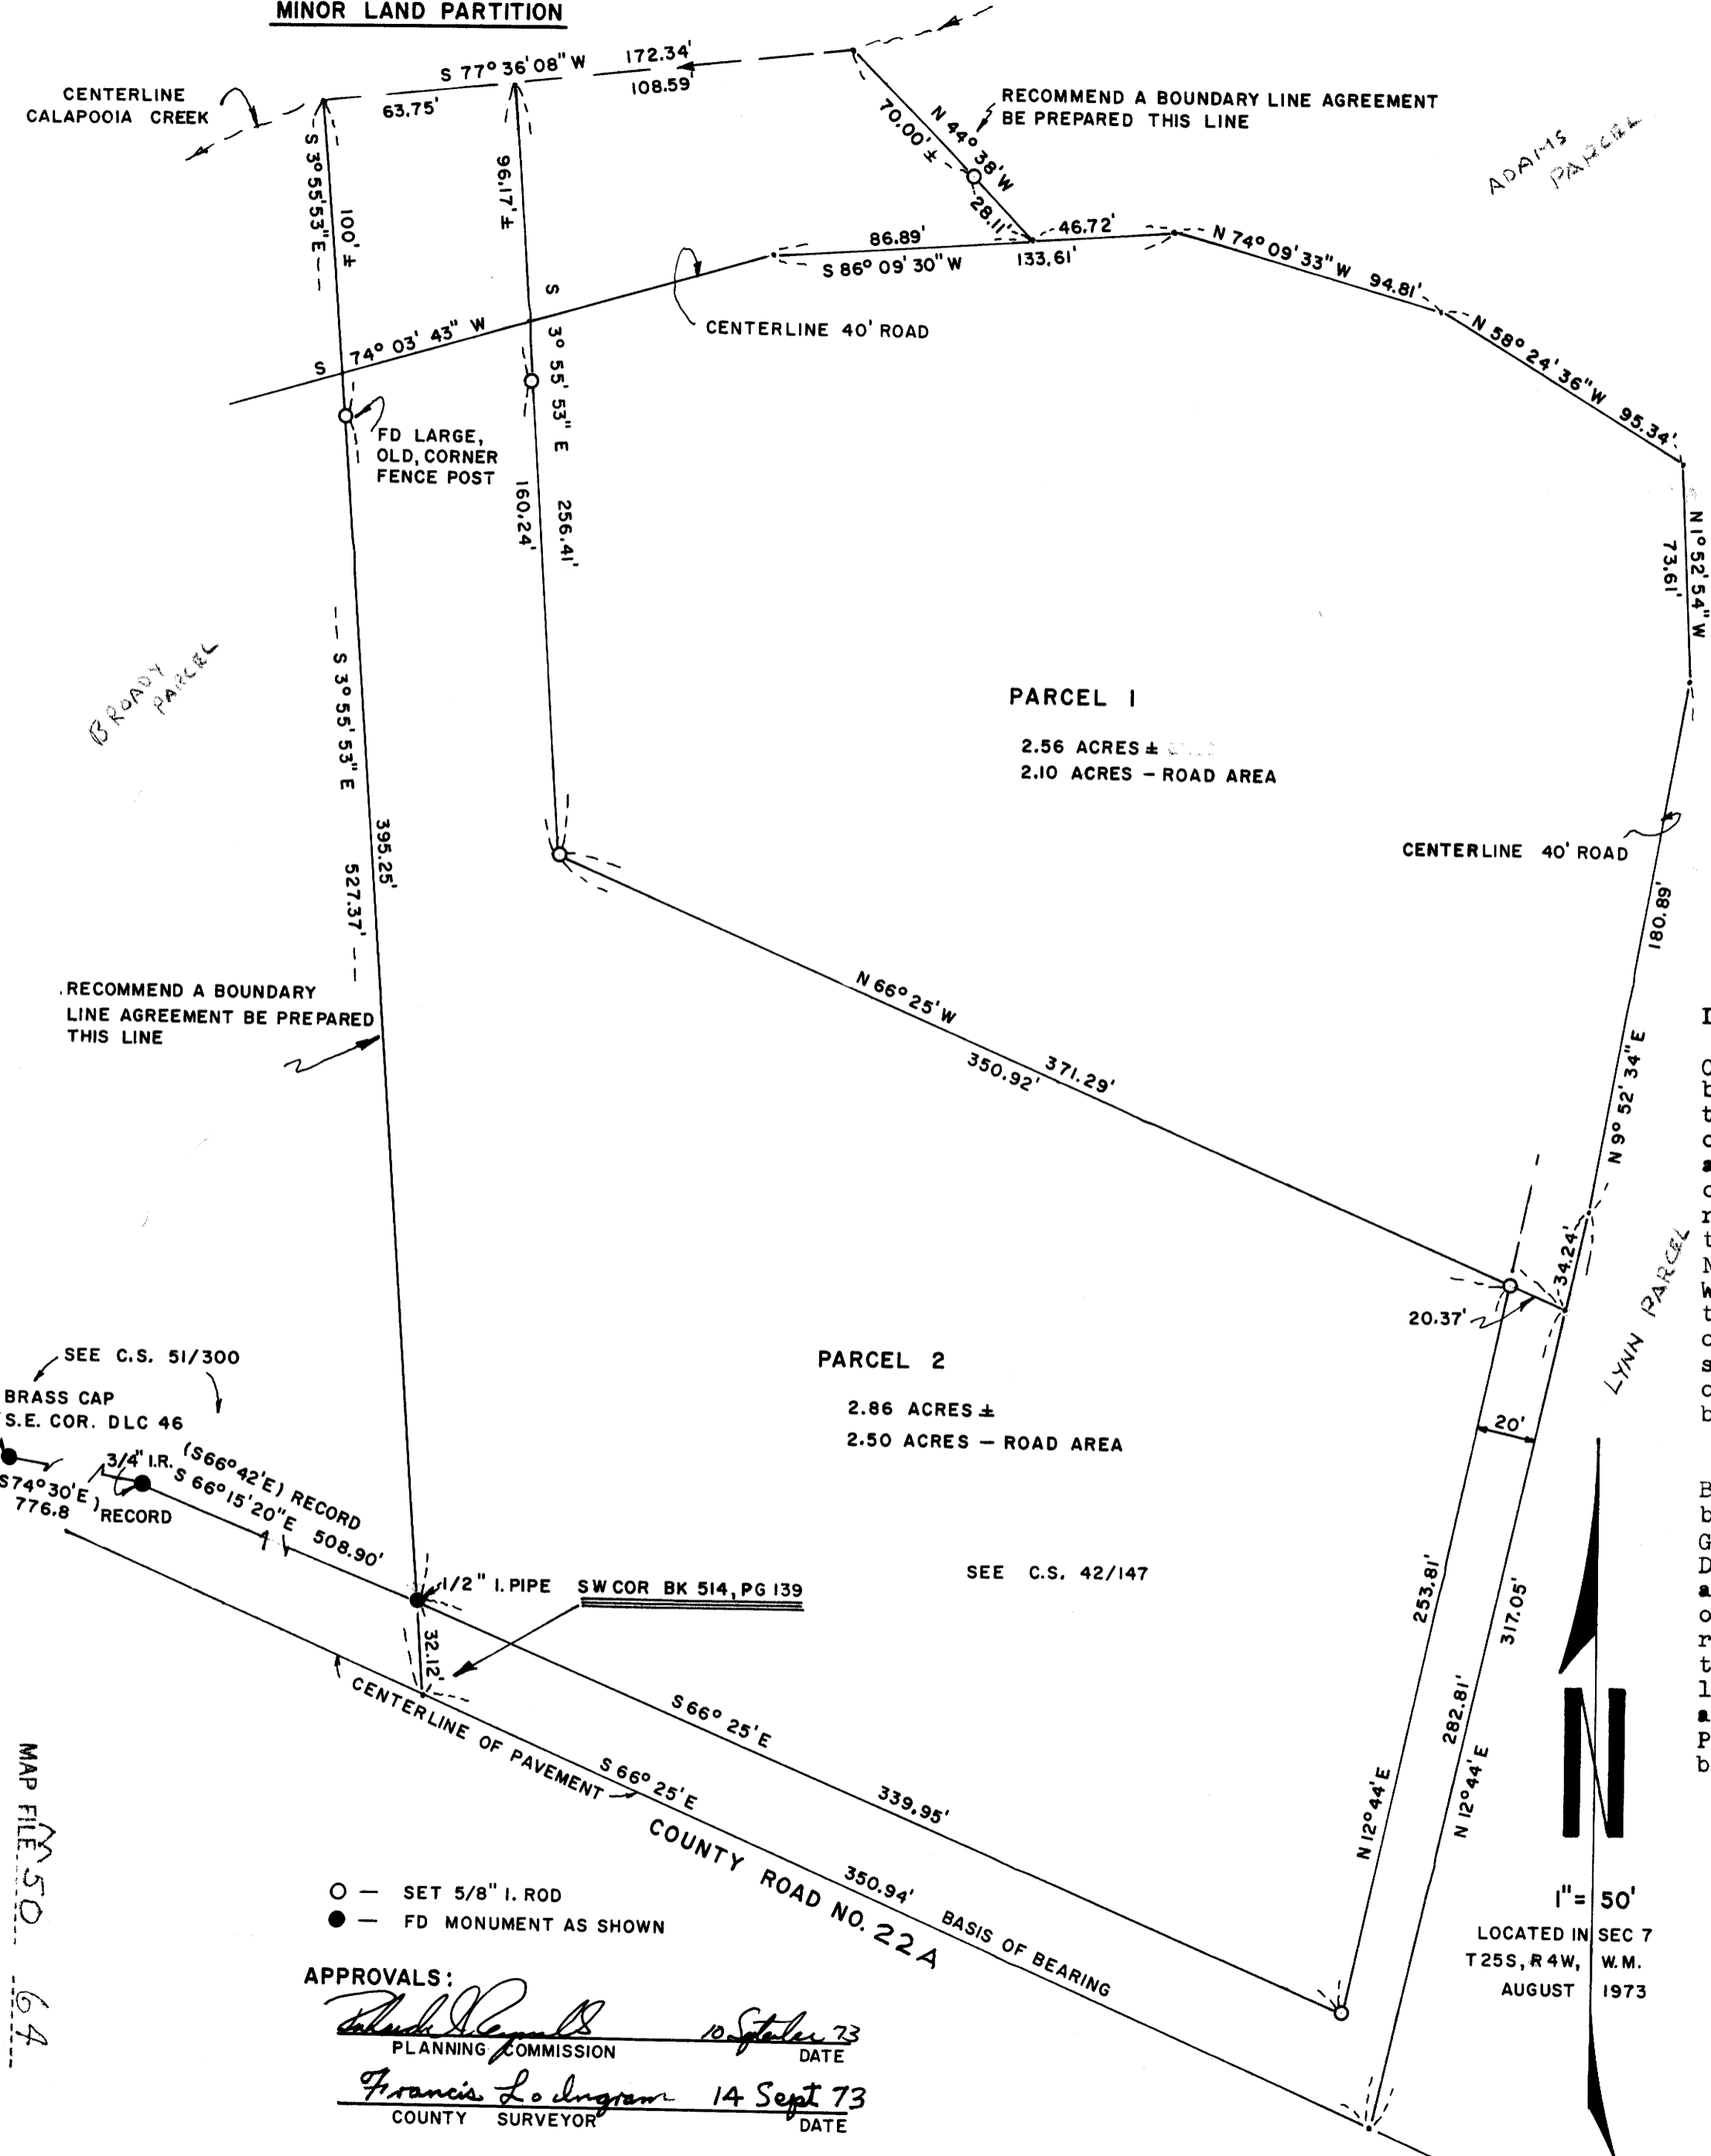 MINOR LAND PARTITION
CENTERLINE
CALAPOOIA CREEK
S 77° 36' 08" W
172.34'
63.75'
108.59'
RECOMMEND A BOUNDARY LINE AGREEMENT
BE PREPARED THIS LINE
N 44° 38' W
70.00' ±
28.11'
ADAMS
PARCEL
S 3° 55' 53" E
100' ±
96.17' ±
86.89'
46.72'
S 86° 09' 30" W
133.61'
N 74° 09' 33" W 94.81'
N 58° 24' 36" W 95.34'
N 1° 52' 54" W
73.61'
S 74° 03' 43" W
CENTERLINE 40' ROAD
FD LARGE,
OLD, CORNER
FENCE POST
S 3° 55' 53" E 256.41'
160.24'
BROADY
PARCEL
S 3° 55' 53" E 527.37'
395.25'
PARCEL 1
2.56 ACRES ±
2.10 ACRES – ROAD AREA
CENTERLINE 40' ROAD
180.89'
N 9° 52' 34" E
RECOMMEND A BOUNDARY
LINE AGREEMENT BE PREPARED
THIS LINE
N 66° 25' W
371.29'
350.92'
34.24'
20.37'
LYNN PARCEL
SEE C.S. 51/300
BRASS CAP
S.E. COR. DLC 46
3/4" I.R.
(S66°42'E) RECORD
S 66°15'20"E 508.90'
S74°30'E) RECORD
776.8
PARCEL 2
2.86 ACRES ±
2.50 ACRES – ROAD AREA
20'
SEE C.S. 42/147
1/2" I. PIPE
SW COR BK 514, PG 139
32.12'
253.81'
317.05'
282.81'
N 12°44' E
N 12°44' E
CENTERLINE OF PAVEMENT
S 66° 25' E
339.95'
S 66° 25' E
350.94'
BASIS OF BEARING
COUNTY ROAD NO. 22A
N
1" = 50'
LOCATED IN SEC 7
T25S, R4W, W.M.
AUGUST 1973
○ — SET 5/8" I. ROD
● — FD MONUMENT AS SHOWN
APPROVALS:
73
PLANNING COMMISSION
DATE
Francis L. Ingram 14 Sept 73
COUNTY SURVEYOR
DATE
MAP FILE M50 64